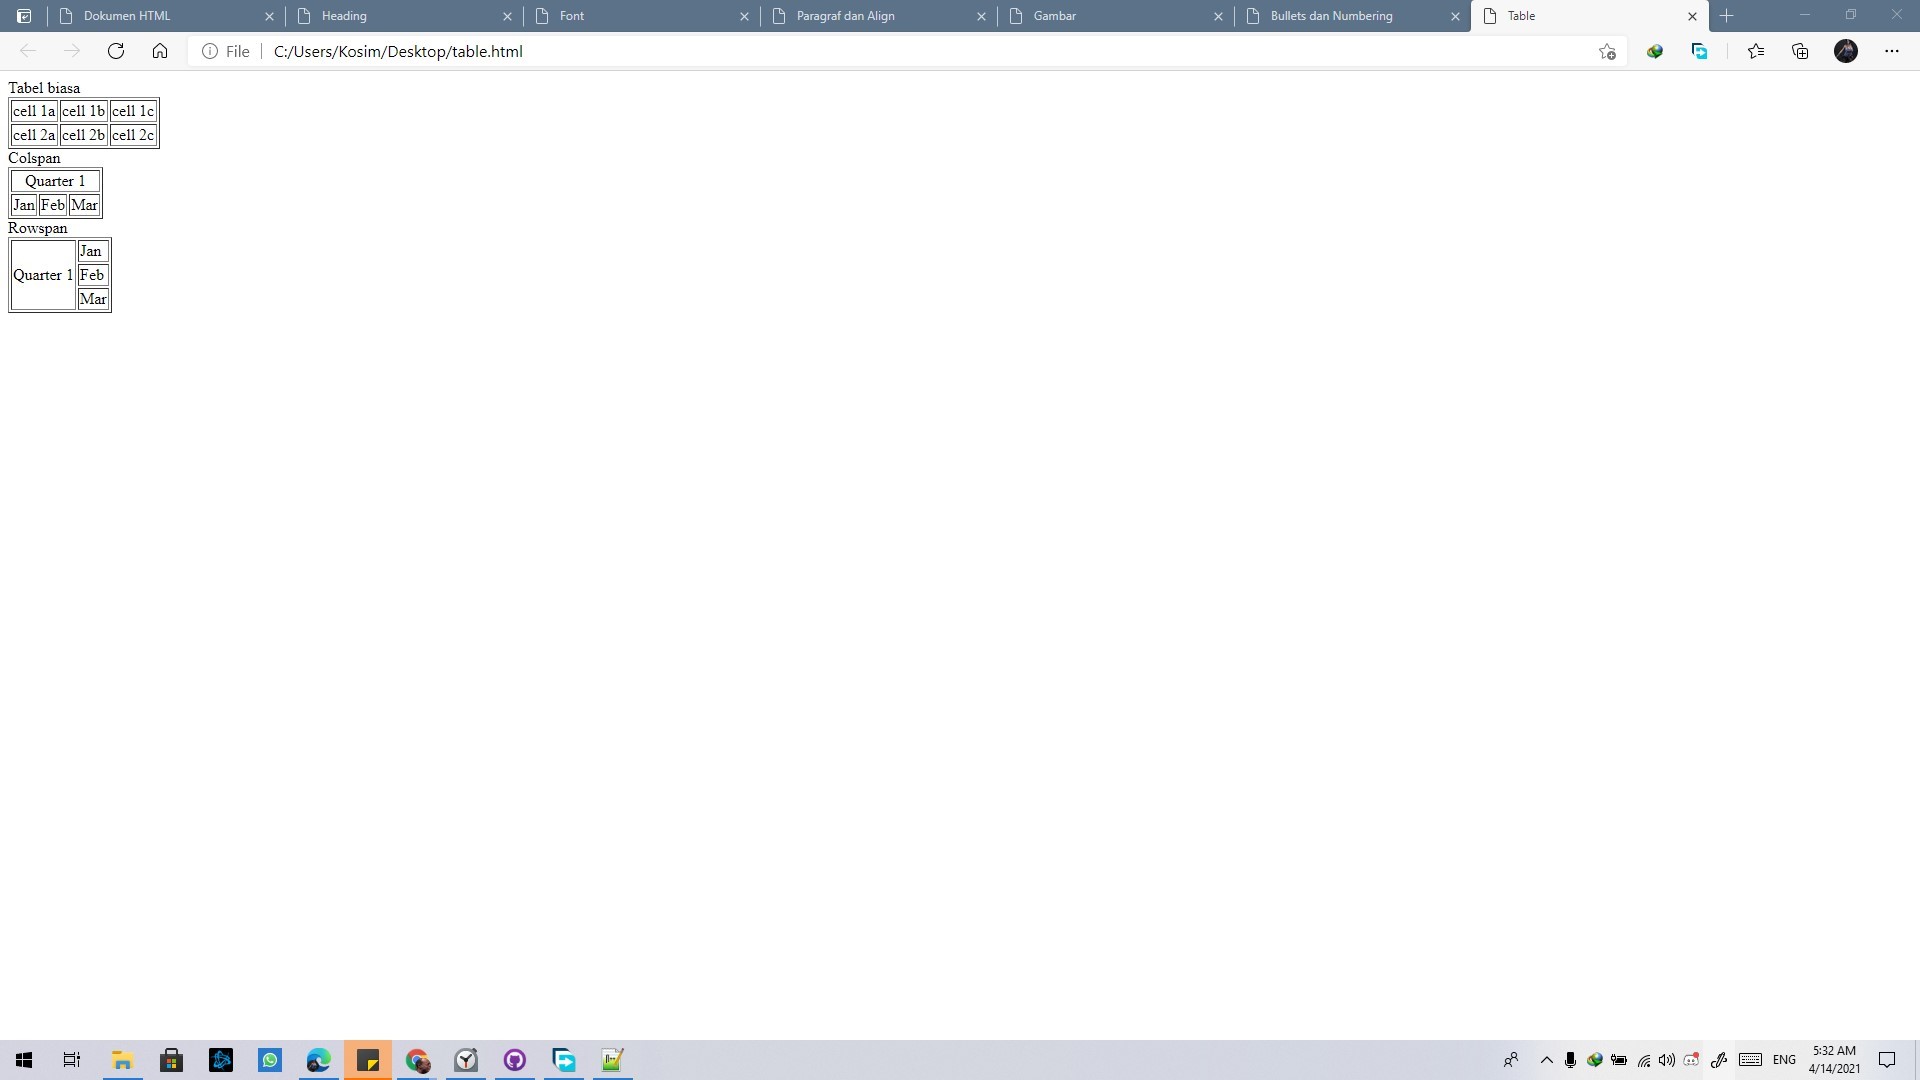 Dokumen HTML Heading Font Paragraf dan Align Gambar Bullets dan Numbering Table
File C:/Users/Kosim/Desktop/table.html
Tabel biasa
cell 1a cell 1b cell 1c
cell 2a cell 2b cell 2c
Colspan
Quarter 1
Jan Feb Mar
Rowspan
Quarter 1
Jan
Feb
Mar
ENG
5:32 AM
4/14/2021